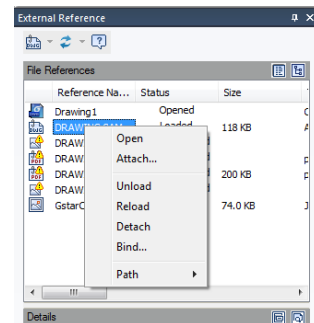 External Reference
File References
Reference Na... Status Size
Drawing1 Opened
118 KB
DRAW
Open
DRAW
Attach...
DRAW 200 KB
Unload
DRAW
GstarC 74.0 KB
Reload
Detach
Bind...
Path
Details